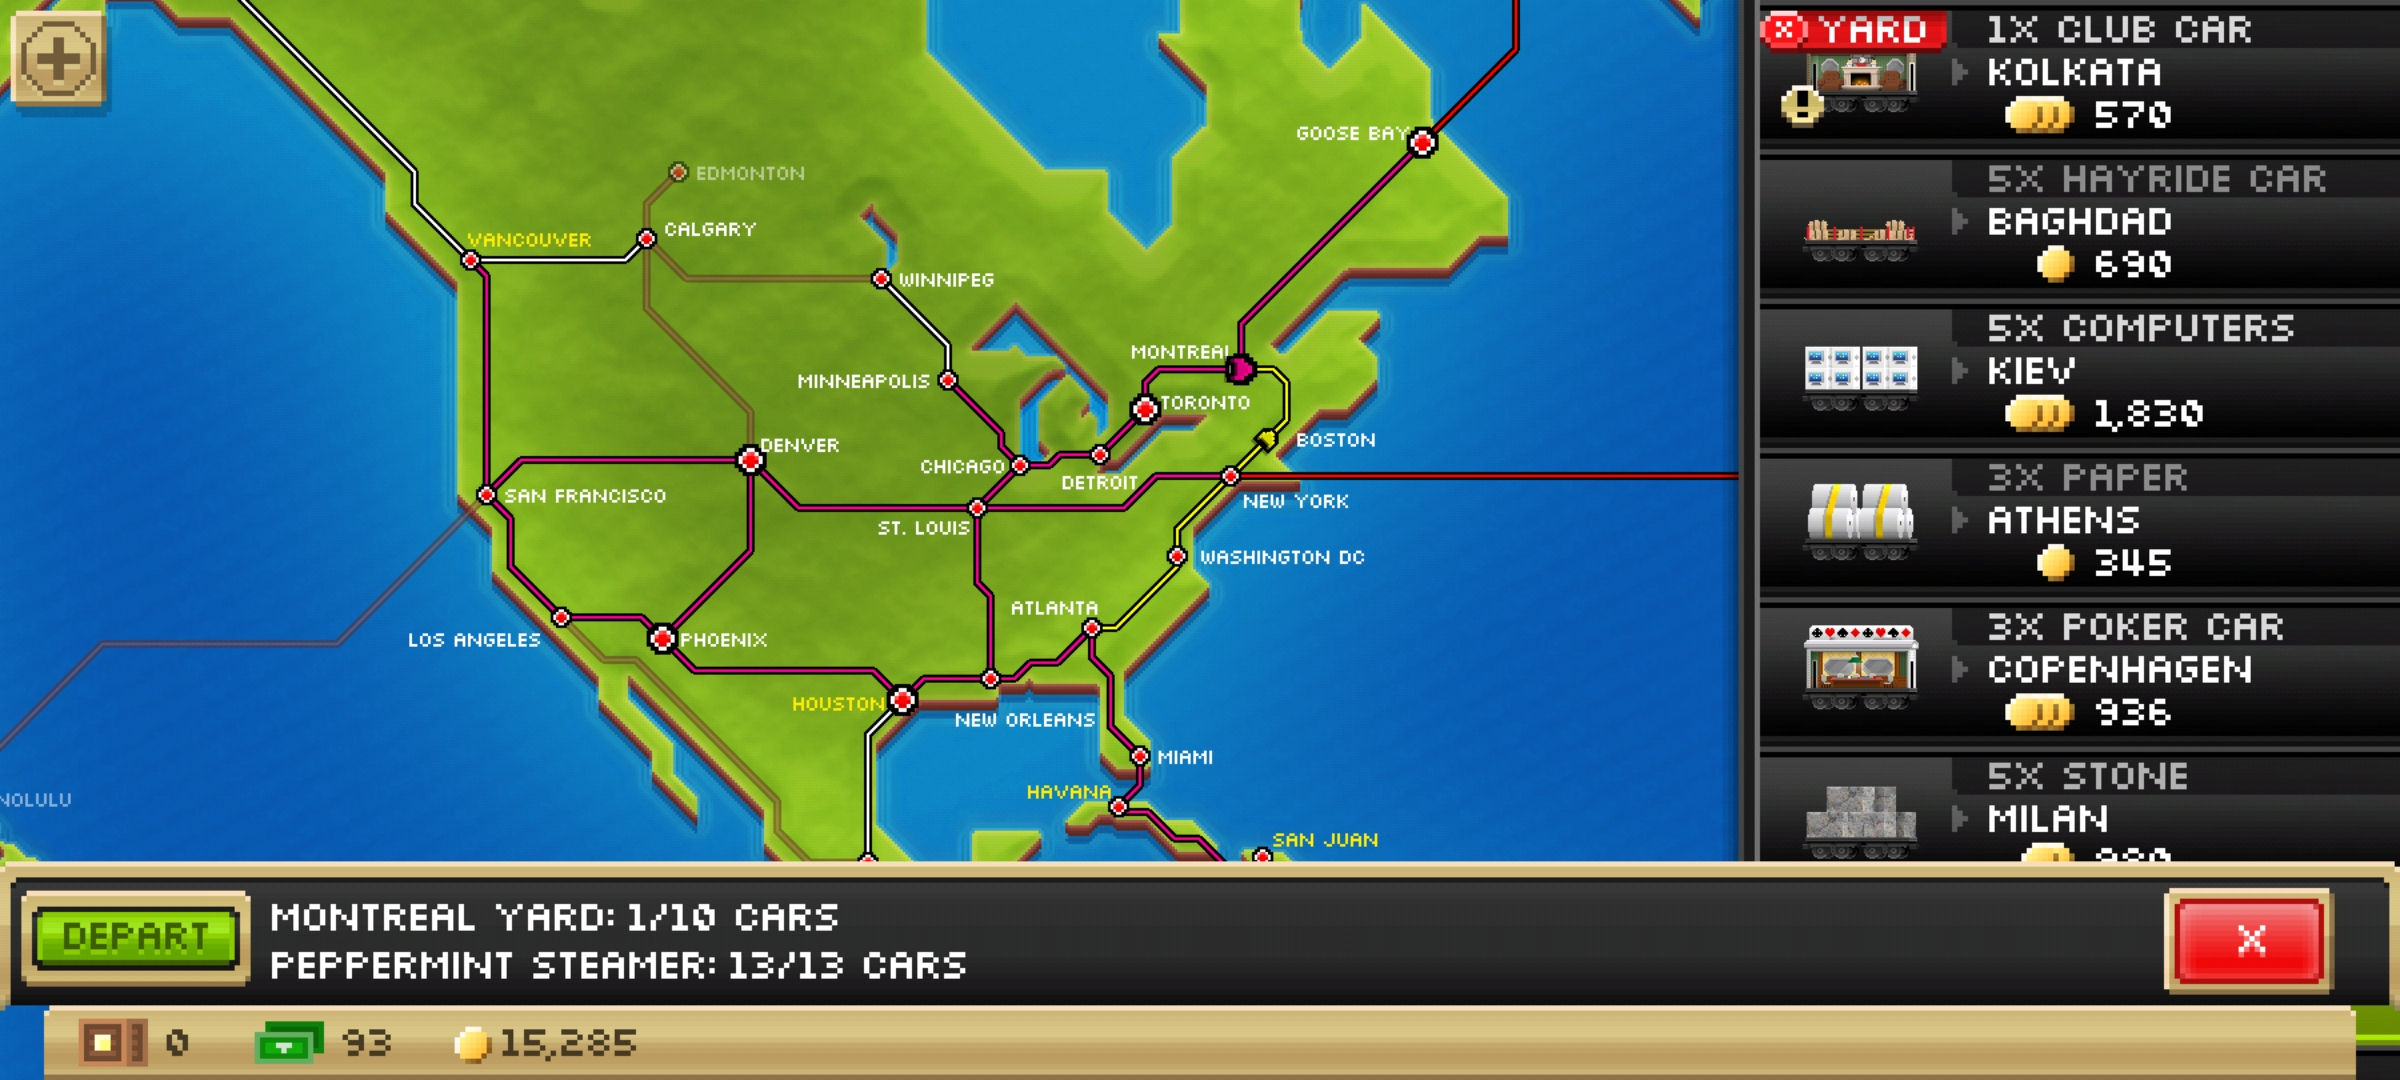 YARD
1X CLUB CAR
KOLKATA
570
5X HAYRIDE CAR
BAGHDAD
690
5X COMPUTERS
KIEV
1,830
3X PAPER
ATHENS
345
3X POKER CAR
COPENHAGEN
936
5X STONE
MILAN
GOOSE BAY
EDMONTON
CALGARY
VANCOUVER
WINNIPEG
MONTREAL
MINNEAPOLIS
TORONTO
BOSTON
DENVER
CHICAGO
DETROIT
SAN FRANCISCO
NEW YORK
ST. LOUIS
WASHINGTON DC
ATLANTA
LOS ANGELES
PHOENIX
HOUSTON
NEW ORLEANS
MIAMI
HAVANA
NOLULU
SAN JUAN
DEPART
MONTREAL YARD: 1/10 CARS
PEPPERMINT STEAMER: 13/13 CARS
X
0
93
15,285